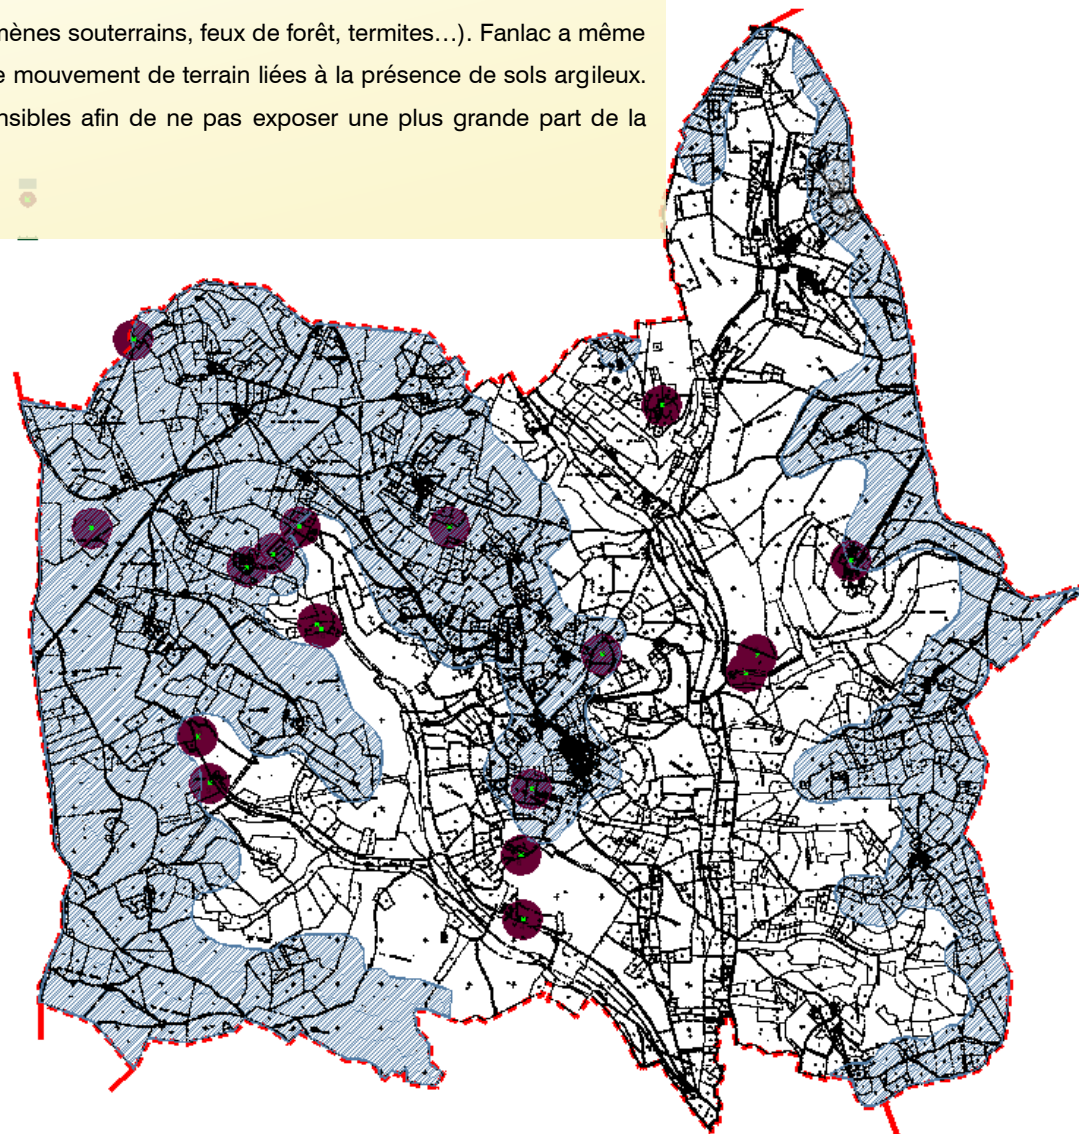 mènes souterrains, feux de forêt, termites…). Fanlac a même
e mouvement de terrain liées à la présence de sols argileux.
nsibles afin de ne pas exposer une plus grande part de la